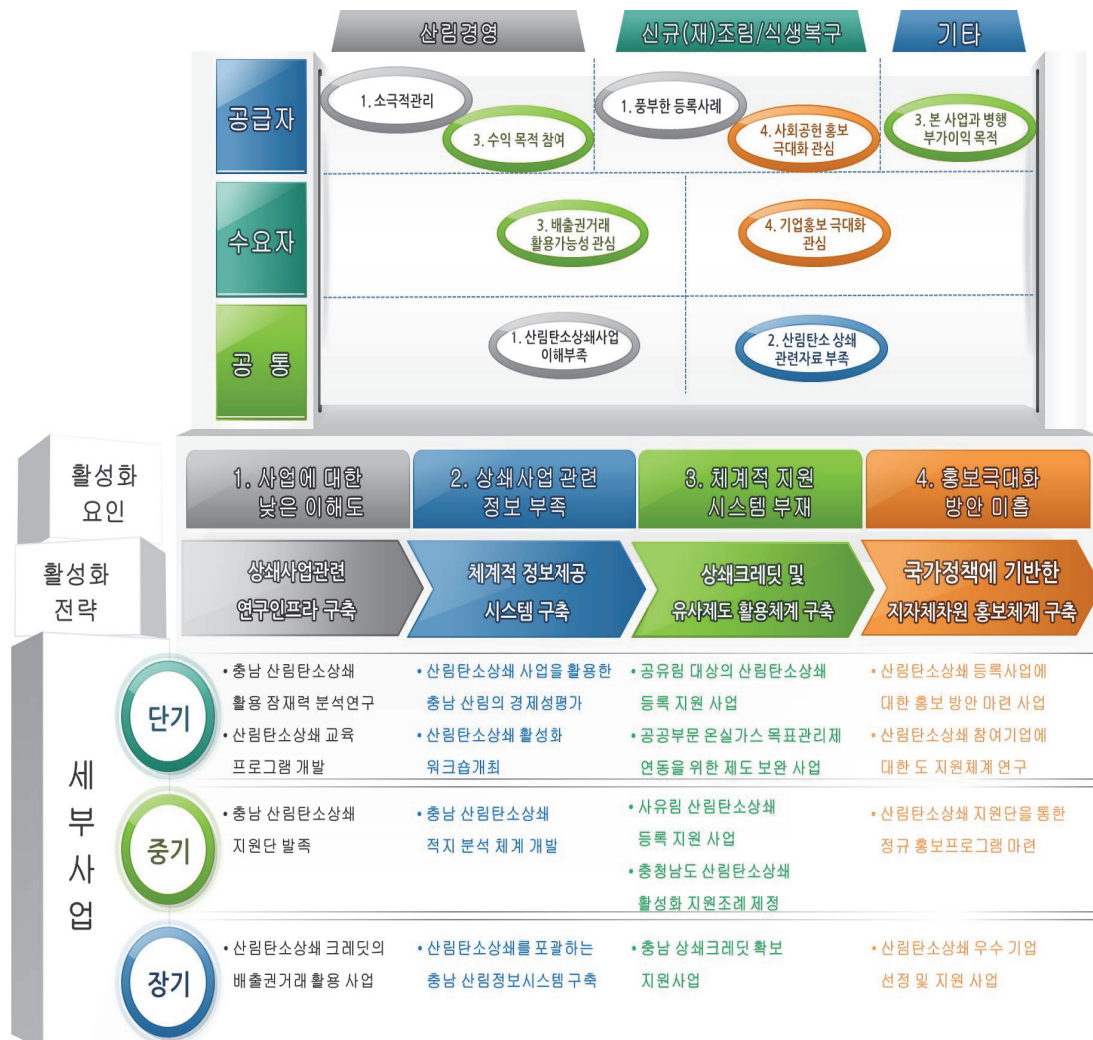 산림경영
신규(재)조림/식생복구
기타
공급자
1. 소극적관리
3. 수익 목적 참여
1. 풍부한 등록사례
4. 사회공헌 홍보
극대화 관심
3. 본 사업과 병행
부가이익 목적
수요자
3. 배출권거래
활용가능성 관심
4. 기업홍보 극대화
관심
공 통
1. 산림탄소상쇄사업
이해부족
2. 산림탄소 상쇄
관련자료 부족
활성화
요인
1. 사업에 대한
낮은 이해도
2. 상쇄사업 관련
정보 부족
3. 체계적 지원
시스템 부재
4. 홍보극대화
방안 미흡
활성화
전략
상쇄사업관련
연구인프라 구축
체계적 정보제공
시스템 구축
상쇄크레딧 및
유사제도 활용체계 구축
국가정책에 기반한
지자체차원 홍보체계 구축
세부사업
단기
• 충남 산림탄소상쇄
활용 잠재력 분석연구
• 산림탄소상쇄 교육
프로그램 개발
• 산림탄소상쇄 사업을 활용한
충남 산림의 경제성평가
• 산림탄소상쇄 활성화
워크숍개최
• 공유림 대상의 산림탄소상쇄
등록 지원 사업
• 공공부문 온실가스 목표관리제
연동을 위한 제도 보완 사업
• 산림탄소상쇄 등록사업에
대한 홍보 방안 마련 사업
• 산림탄소상쇄 참여기업에
대한 도 지원체계 연구
중기
• 충남 산림탄소상쇄
지원단 발족
• 충남 산림탄소상쇄
적지 분석 체계 개발
• 사유림 산림탄소상쇄
등록 지원 사업
• 충청남도 산림탄소상쇄
활성화 지원조례 제정
• 산림탄소상쇄 지원단을 통한
정규 홍보프로그램 마련
장기
• 산림탄소상쇄 크레딧의
배출권거래 활용 사업
• 산림탄소상쇄를 포괄하는
충남 산림정보시스템 구축
• 충남 상쇄크레딧 확보
지원사업
• 산림탄소상쇄 우수 기업
선정 및 지원 사업